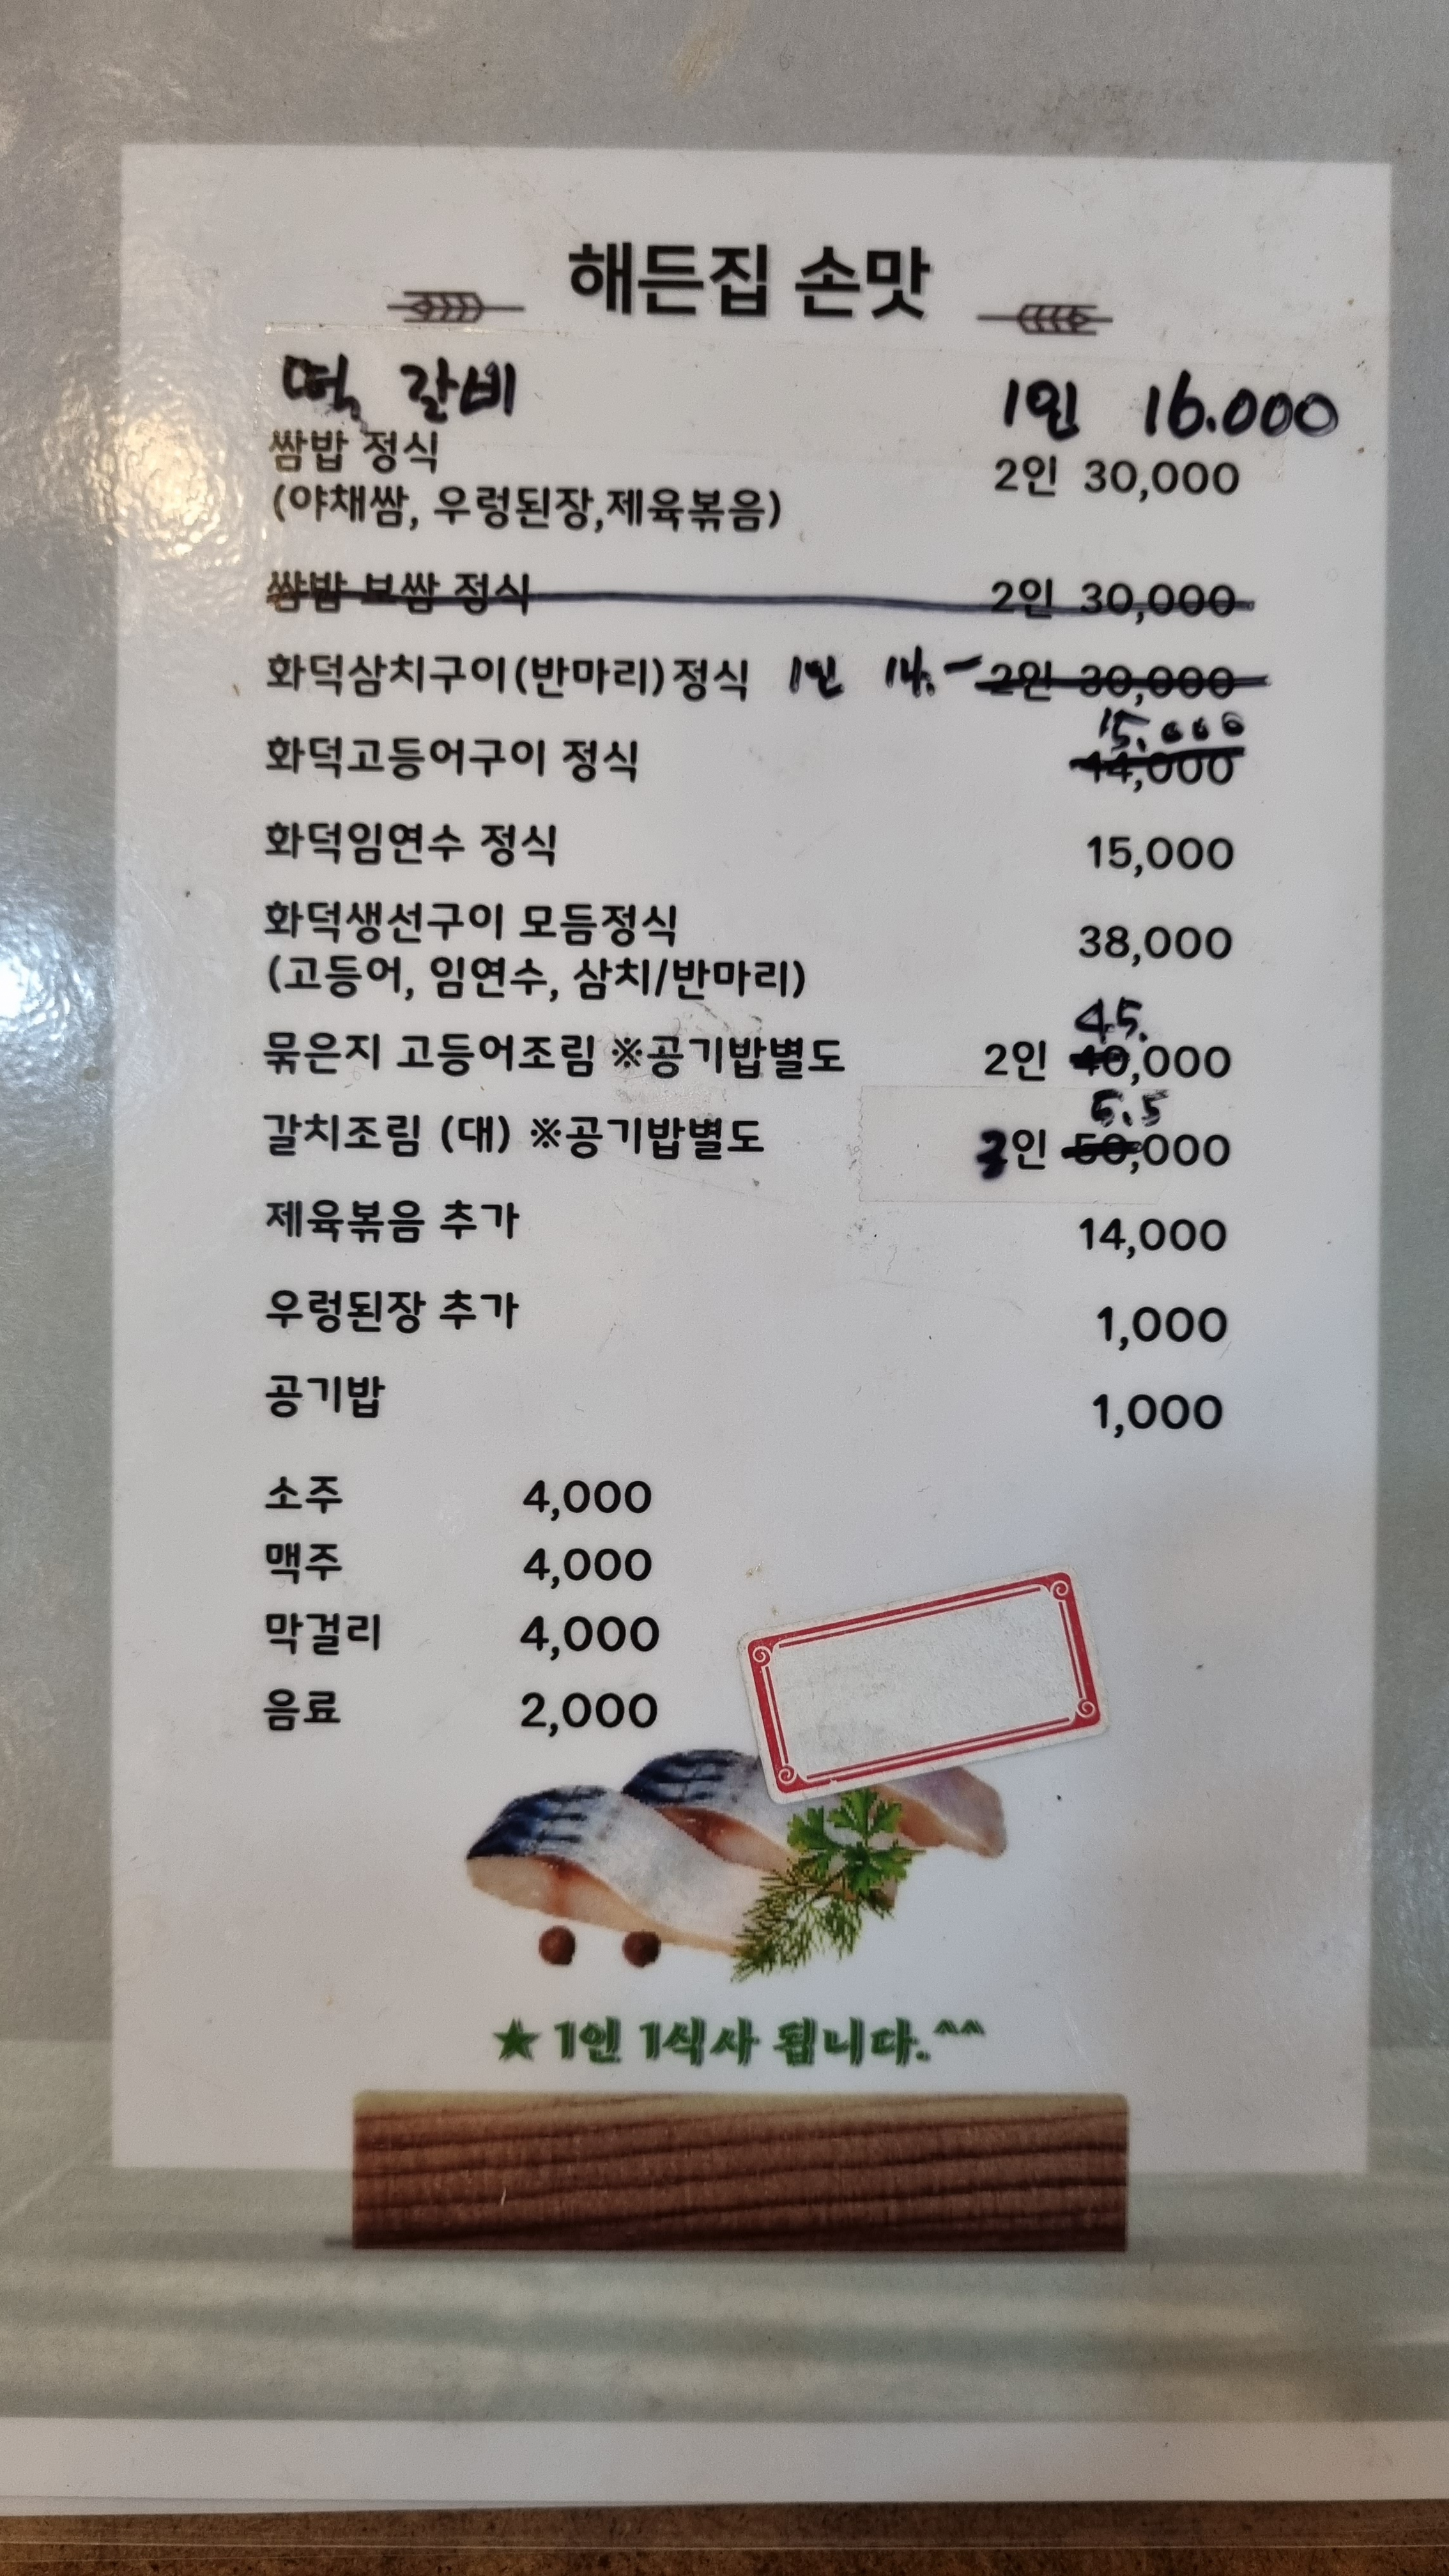 해든집 손맛
떡 갈비 1인 16.000
쌈밥 정식 2인 30,000
(야채쌈, 우렁된장,제육볶음)
쌈밥 보쌈 정식 2인 30,000
화덕삼치구이(반마리)정식 1인 14.- 2인 30,000
15.000
화덕고등어구이 정식 14,000
화덕임연수 정식 15,000
화덕생선구이 모듬정식 38,000
(고등어, 임연수, 삼치/반마리)
45.
묶은지 고등어조림 ※공기밥별도 2인 40,000
5.5
갈치조림 (대) ※공기밥별도 인 50,000
제육볶음 추가 14,000
우렁된장 추가 1,000
공기밥 1,000
소주 4,000
맥주 4,000
막걸리 4,000
음료 2,000
★1인 1식사 됩니다.^^